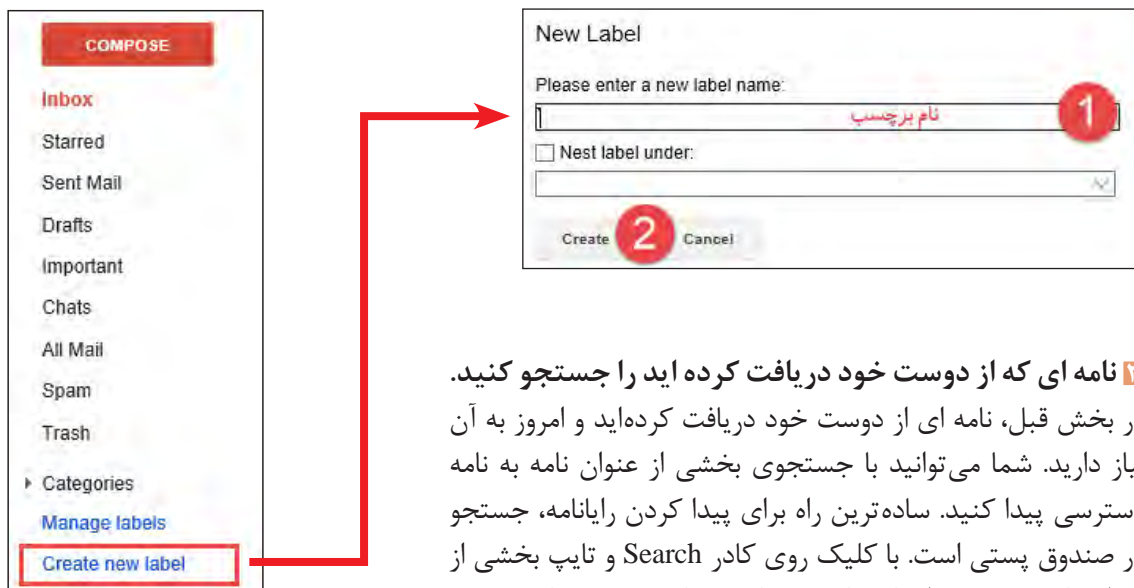 COMPOSE
Inbox
Starred
Sent Mail
Drafts
Important
Chats
All Mail
Spam
Trash
Categories
Manage labels
Create new label
New Label
Please enter a new label name:
نام برچسب
1
Nest label under:
Create
2
Cancel
نامه ای که از دوست خود دریافت کرده اید را جستجو کنید.
ر بخش قبل، نامه ای از دوست خود دریافت کرده‌اید و امروز به آن
یاز دارید. شما می‌توانید با جستجوی بخشی از عنوان نامه به نامه
سترسی پیدا کنید. ساده‌ترین راه برای پیدا کردن رایانامه، جستجو
ر صندوق پستی است. با کلیک روی کادر Search و تایپ بخشی از